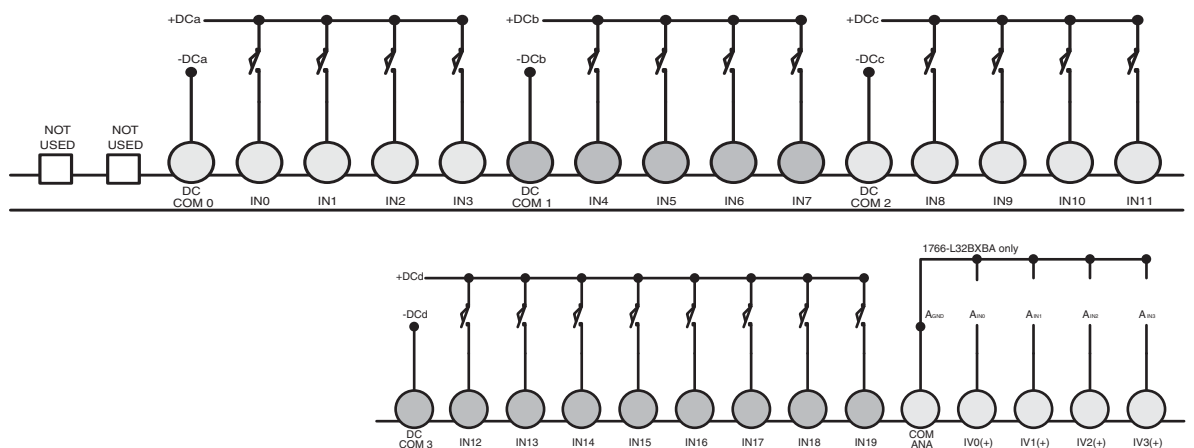 +DCa
+DCb
+DCc
-DCa
-DCb
-DCc
NOT USED
NOT USED
DC COM 0
IN0
IN1
IN2
IN3
DC COM 1
IN4
IN5
IN6
IN7
DC COM 2
IN8
IN9
IN10
IN11
1766-L32BXBA only
+DCd
-DCd
AGND
AIN0
AIN1
AIN2
AIN3
DC COM 3
IN12
IN13
IN14
IN15
IN16
IN17
IN18
IN19
COM ANA
IV0(+)
IV1(+)
IV2(+)
IV3(+)